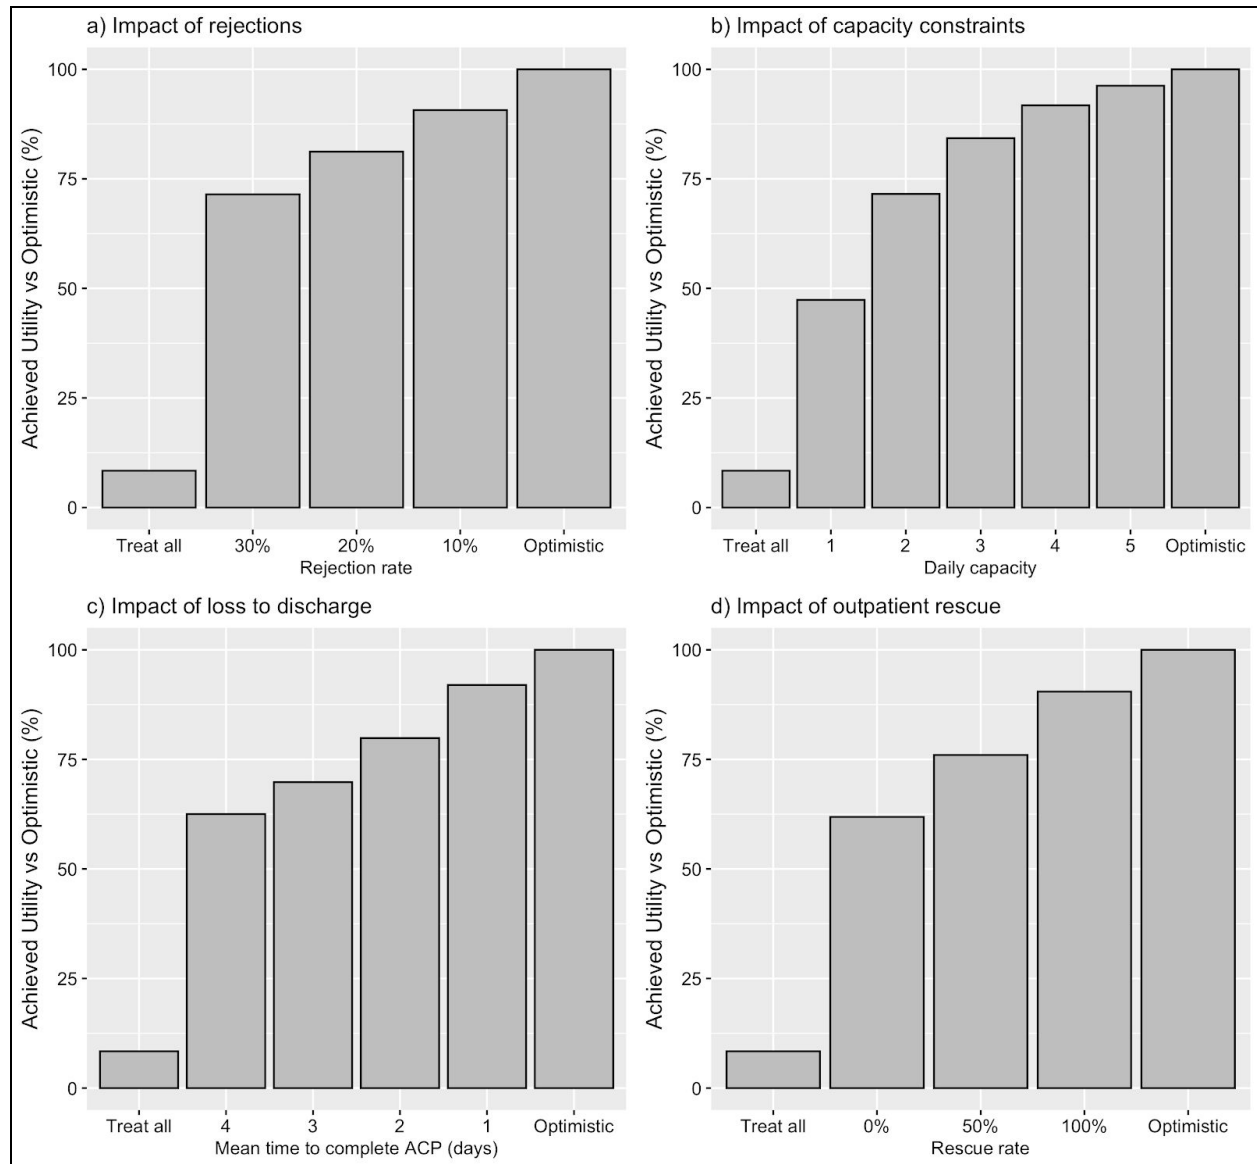 a) Impact of rejections
Achieved Utility vs Optimistic (%)
100
75
50
25
0
Treat all 30% 20% 10% Optimistic
Rejection rate
b) Impact of capacity constraints
Achieved Utility vs Optimistic (%)
100
75
50
25
0
Treat all 1 2 3 4 5 Optimistic
Daily capacity
c) Impact of loss to discharge
Achieved Utility vs Optimistic (%)
100
75
50
25
0
Treat all 4 3 2 1 Optimistic
Mean time to complete ACP (days)
d) Impact of outpatient rescue
Achieved Utility vs Optimistic (%)
100
75
50
25
0
Treat all 0% 50% 100% Optimistic
Rescue rate